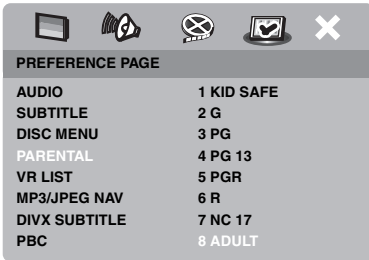 PREFERENCE PAGE
AUDIO 1 KID SAFE
SUBTITLE 2 G
DISC MENU 3 PG
PARENTAL 4 PG 13
VR LIST 5 PGR
MP3/JPEG NAV 6 R
DIVX SUBTITLE 7 NC 17
PBC 8 ADULT